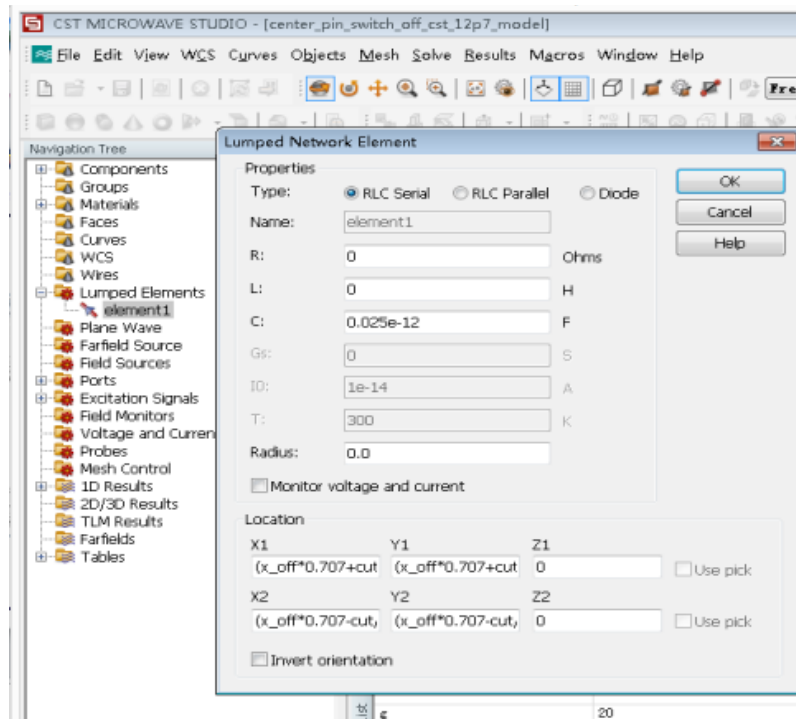 CST MICROWAVE STUDIO - [center_pin_switch_off_cst_12p7_model]
File Edit View WCS Curves Objects Mesh Solve Results Macros Window Help
Fre
Navigation Tree
Components
Groups
Materials
Faces
Curves
WCS
Wires
Lumped Elements
element1
Plane Wave
Farfield Source
Field Sources
Ports
Excitation Signals
Field Monitors
Voltage and Curren
Probes
Mesh Control
1D Results
2D/3D Results
TLM Results
Farfields
Tables
Lumped Network Element
Properties
Type: RLC Serial RLC Parallel Diode
Name: element1
R: 0 Ohms
L: 0 H
C: 0.025e-12 F
Gs: 0 S
I0: 1e-14 A
T: 300 K
Radius: 0.0
Monitor voltage and current
OK
Cancel
Help
Location
X1 Y1 Z1
(x_off*0.707+cut (x_off*0.707+cut 0 Use pick
X2 Y2 Z2
(x_off*0.707-cut, (x_off*0.707-cut, 0 Use pick
Invert orientation
20